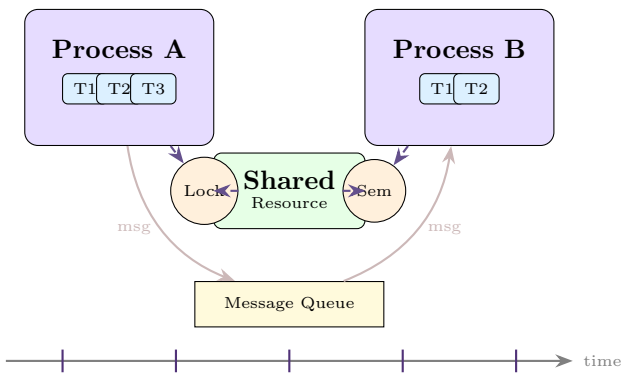 Process A
T1 T2 T3
Process B
T1 T2
Lock
Shared
Resource
Sem
msg
msg
Message Queue
time